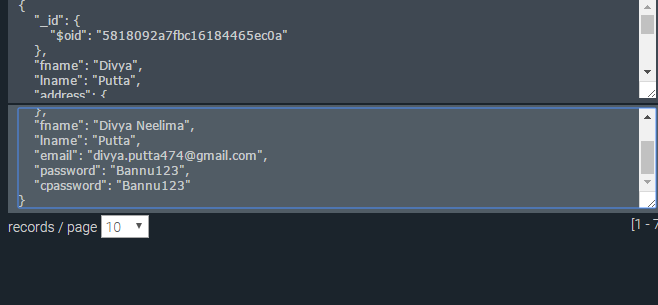 {
"_id": {
"$oid": "5818092a7fbc16184465ec0a"
},
"fname": "Divya",
"lname": "Putta",
"address": {
},
"fname": "Divya Neelima",
"lname": "Putta",
"email": "divya.putta474@gmail.com",
"password": "Bannu123",
"cpassword": "Bannu123"
}
records / page 10 [1 - 7